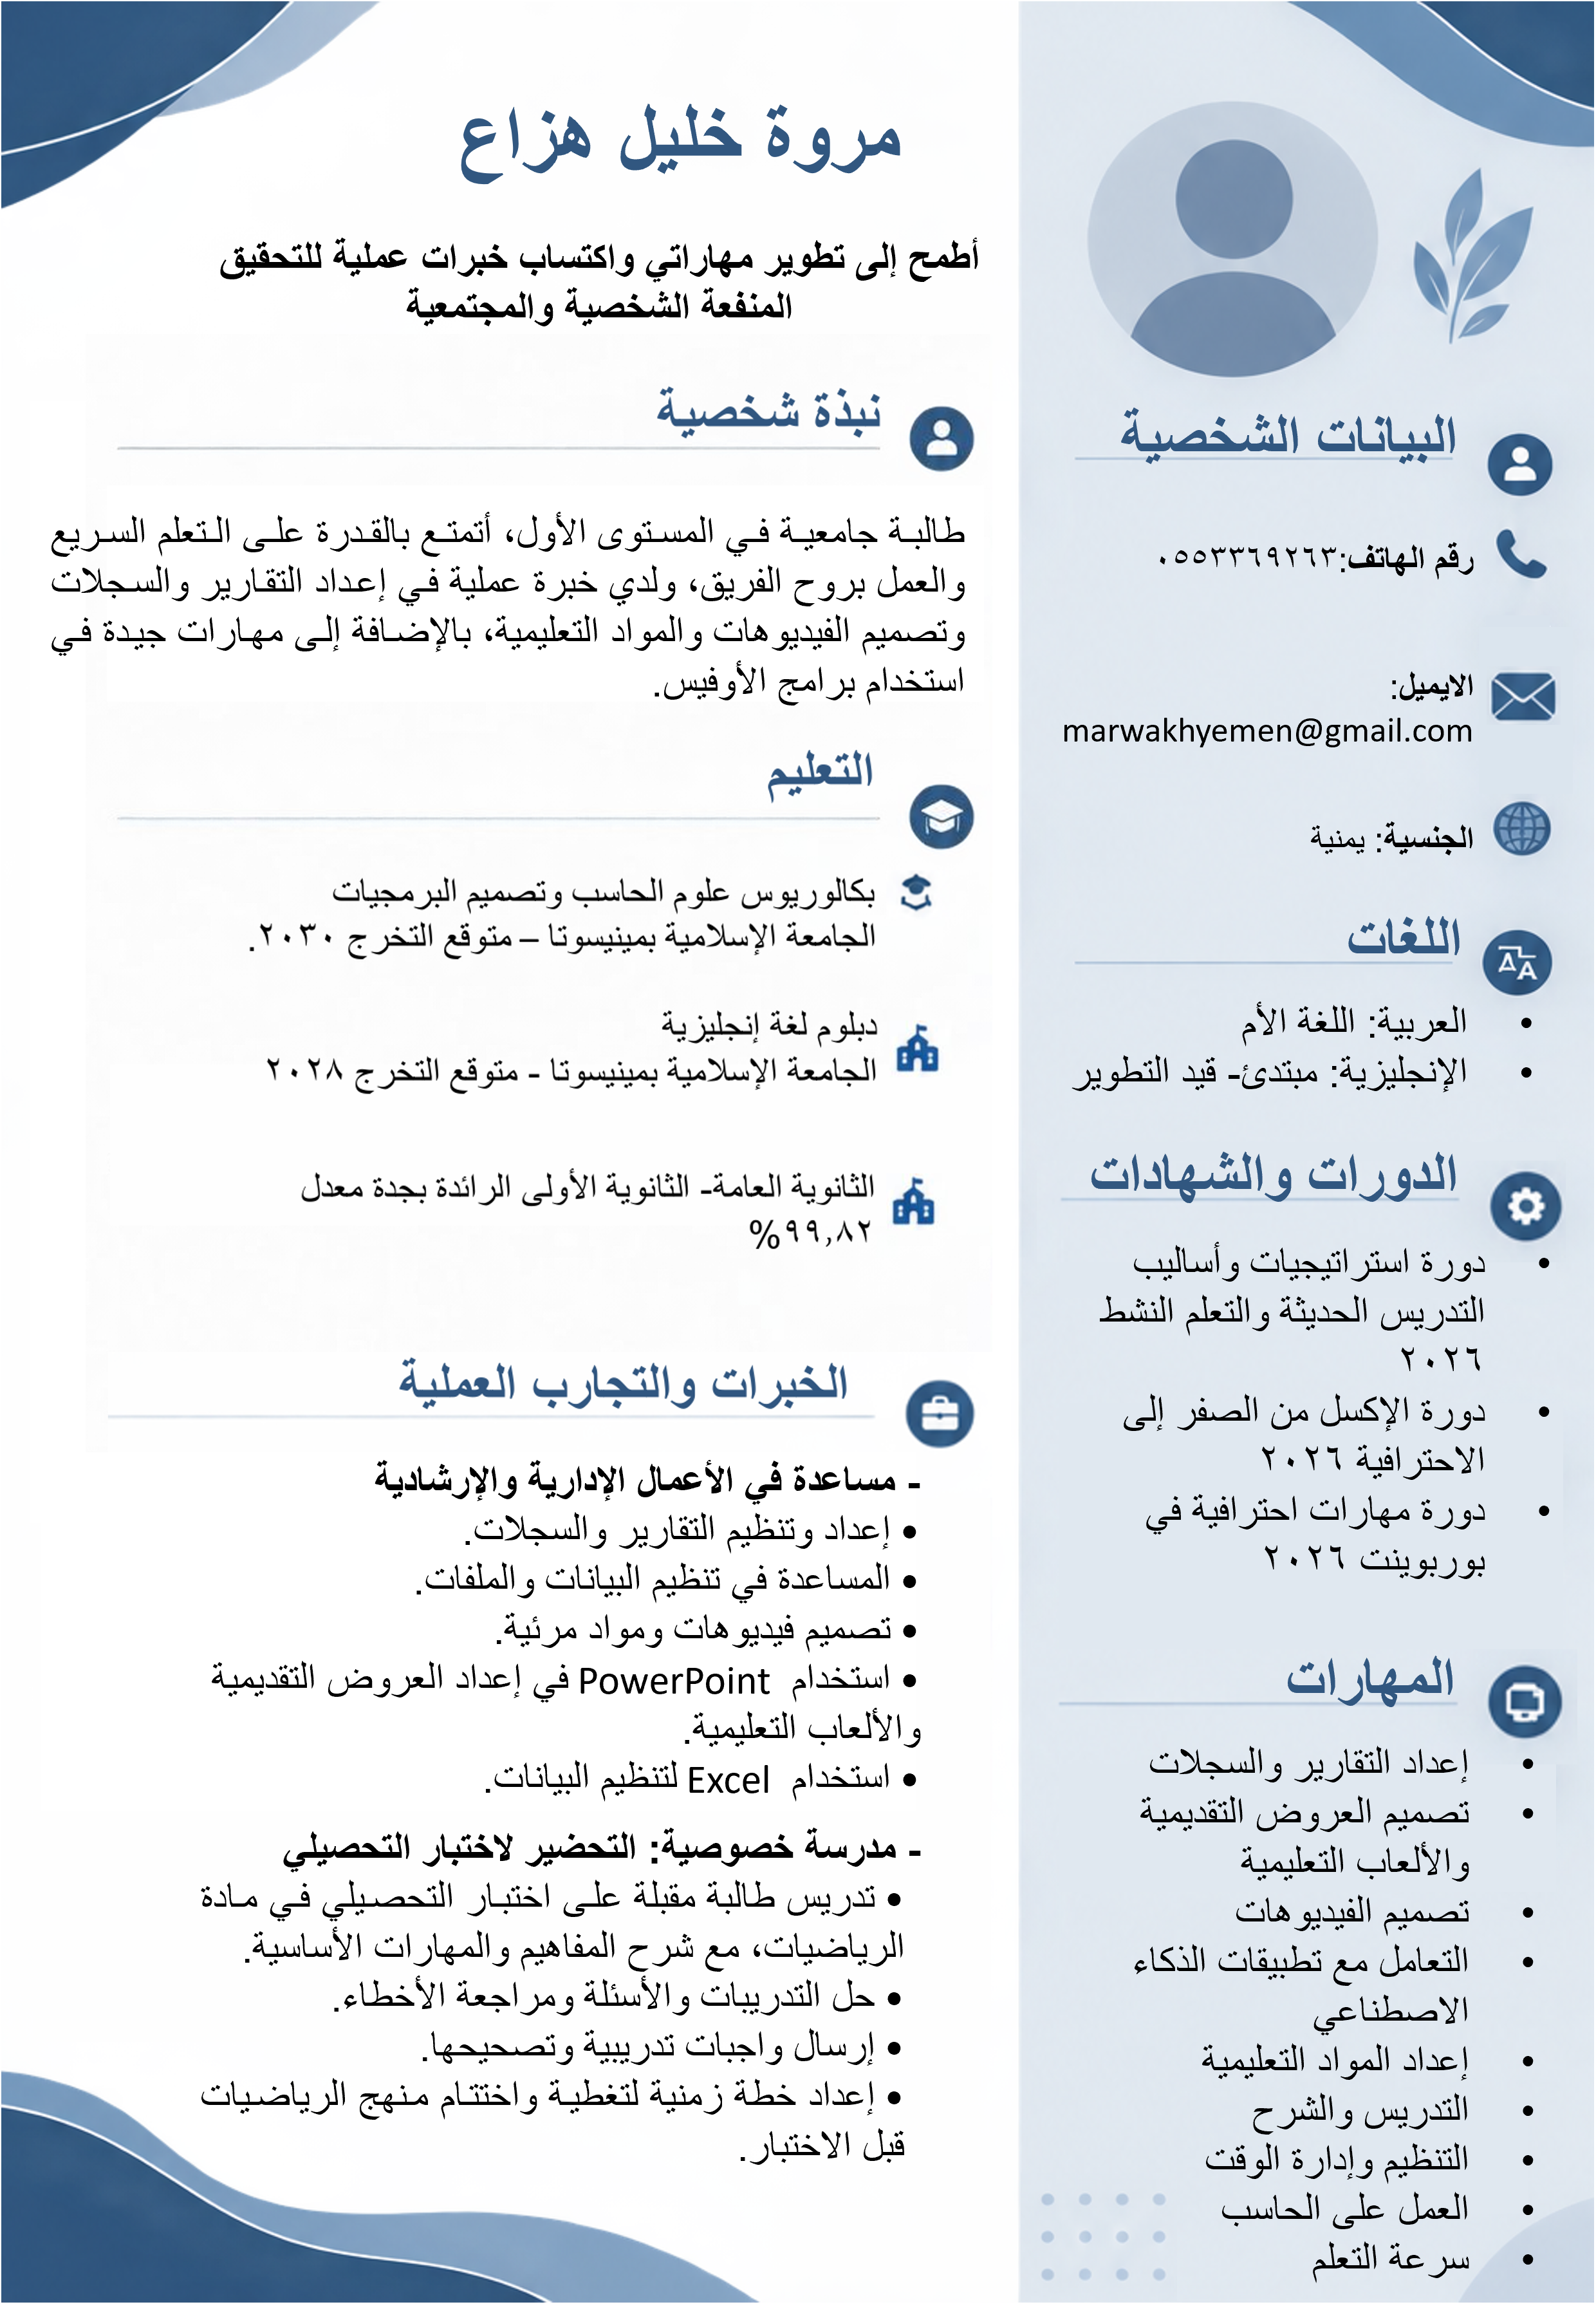 مروة خليل هزاع
أطمح إلى تطوير مهاراتي واكتساب خبرات عملية للتحقيق
المنفعة الشخصية والمجتمعية
نبذة شخصية
طالبة جامعية في المستوى الأول، أتمتع بالقدرة على التعلم السريع
والعمل بروح الفريق، ولدي خبرة عملية في إعداد التقارير والسجلات
وتصميم الفيديوهات والمواد التعليمية، بالإضافة إلى مهارات جيدة في
استخدام برامج الأوفيس.
التعليم
بكالوريوس علوم الحاسب وتصميم البرمجيات
الجامعة الإسلامية بمينيسوتا – متوقع التخرج ٢٠٣٠.
دبلوم لغة إنجليزية
الجامعة الإسلامية بمينيسوتا - متوقع التخرج ٢٠٢٨
الثانوية العامة- الثانوية الأولى الرائدة بجدة معدل
٩٩,٨٢%
الخبرات والتجارب العملية
- مساعدة في الأعمال الإدارية والإرشادية
• إعداد وتنظيم التقارير والسجلات.
• المساعدة في تنظيم البيانات والملفات.
• تصميم فيديوهات ومواد مرئية.
• استخدام PowerPoint في إعداد العروض التقديمية
والألعاب التعليمية.
• استخدام Excel لتنظيم البيانات.
- مدرسة خصوصية: التحضير لاختبار التحصيلي
• تدريس طالبة مقبلة على اختبار التحصيلي في مادة
الرياضيات، مع شرح المفاهيم والمهارات الأساسية.
• حل التدريبات والأسئلة ومراجعة الأخطاء.
• إرسال واجبات تدريبية وتصحيحها.
• إعداد خطة زمنية لتغطية واختتام منهج الرياضيات
قبل الاختبار.
البيانات الشخصية
رقم الهاتف:٠٥٥٣٣٦٩٢٦٣
الايميل:
marwakhyemen@gmail.com
الجنسية: يمنية
اللغات
• العربية: اللغة الأم
• الإنجليزية: مبتدئ- قيد التطوير
الدورات والشهادات
• دورة استراتيجيات وأساليب
التدريس الحديثة والتعلم النشط
٢٠٢٦
• دورة الإكسل من الصفر إلى
الاحترافية ٢٠٢٦
• دورة مهارات احترافية في
بوربوينت ٢٠٢٦
المهارات
• إعداد التقارير والسجلات
• تصميم العروض التقديمية
والألعاب التعليمية
• تصميم الفيديوهات
• التعامل مع تطبيقات الذكاء
الاصطناعي
• إعداد المواد التعليمية
• التدريس والشرح
• التنظيم وإدارة الوقت
• العمل على الحاسب
• سرعة التعلم